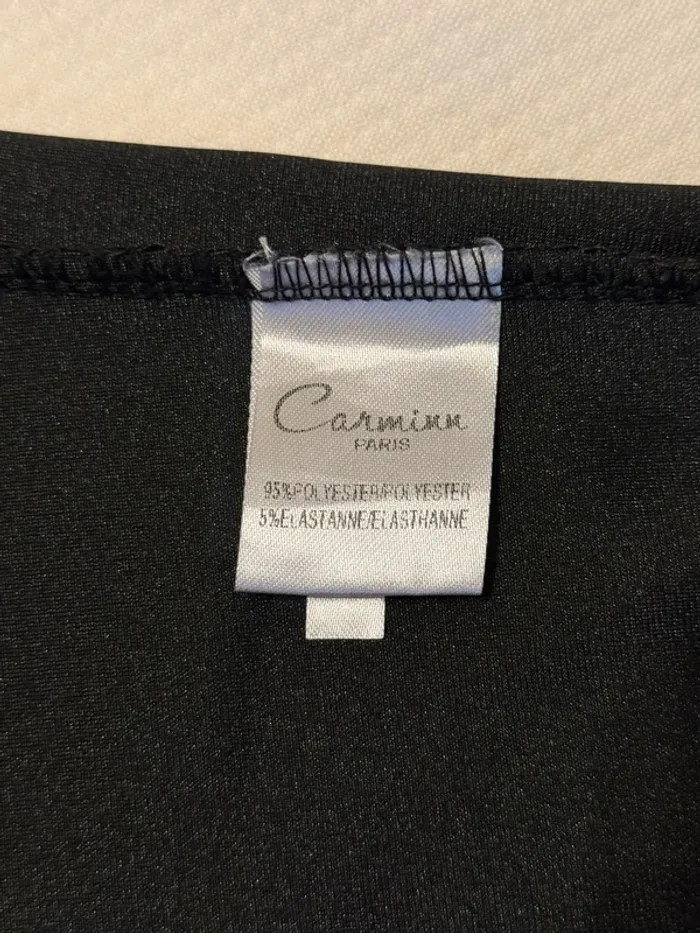 Carminn
PARIS
95%POLYESTER/POLYESTER
5%ELASTANNE/ELASTHANNE